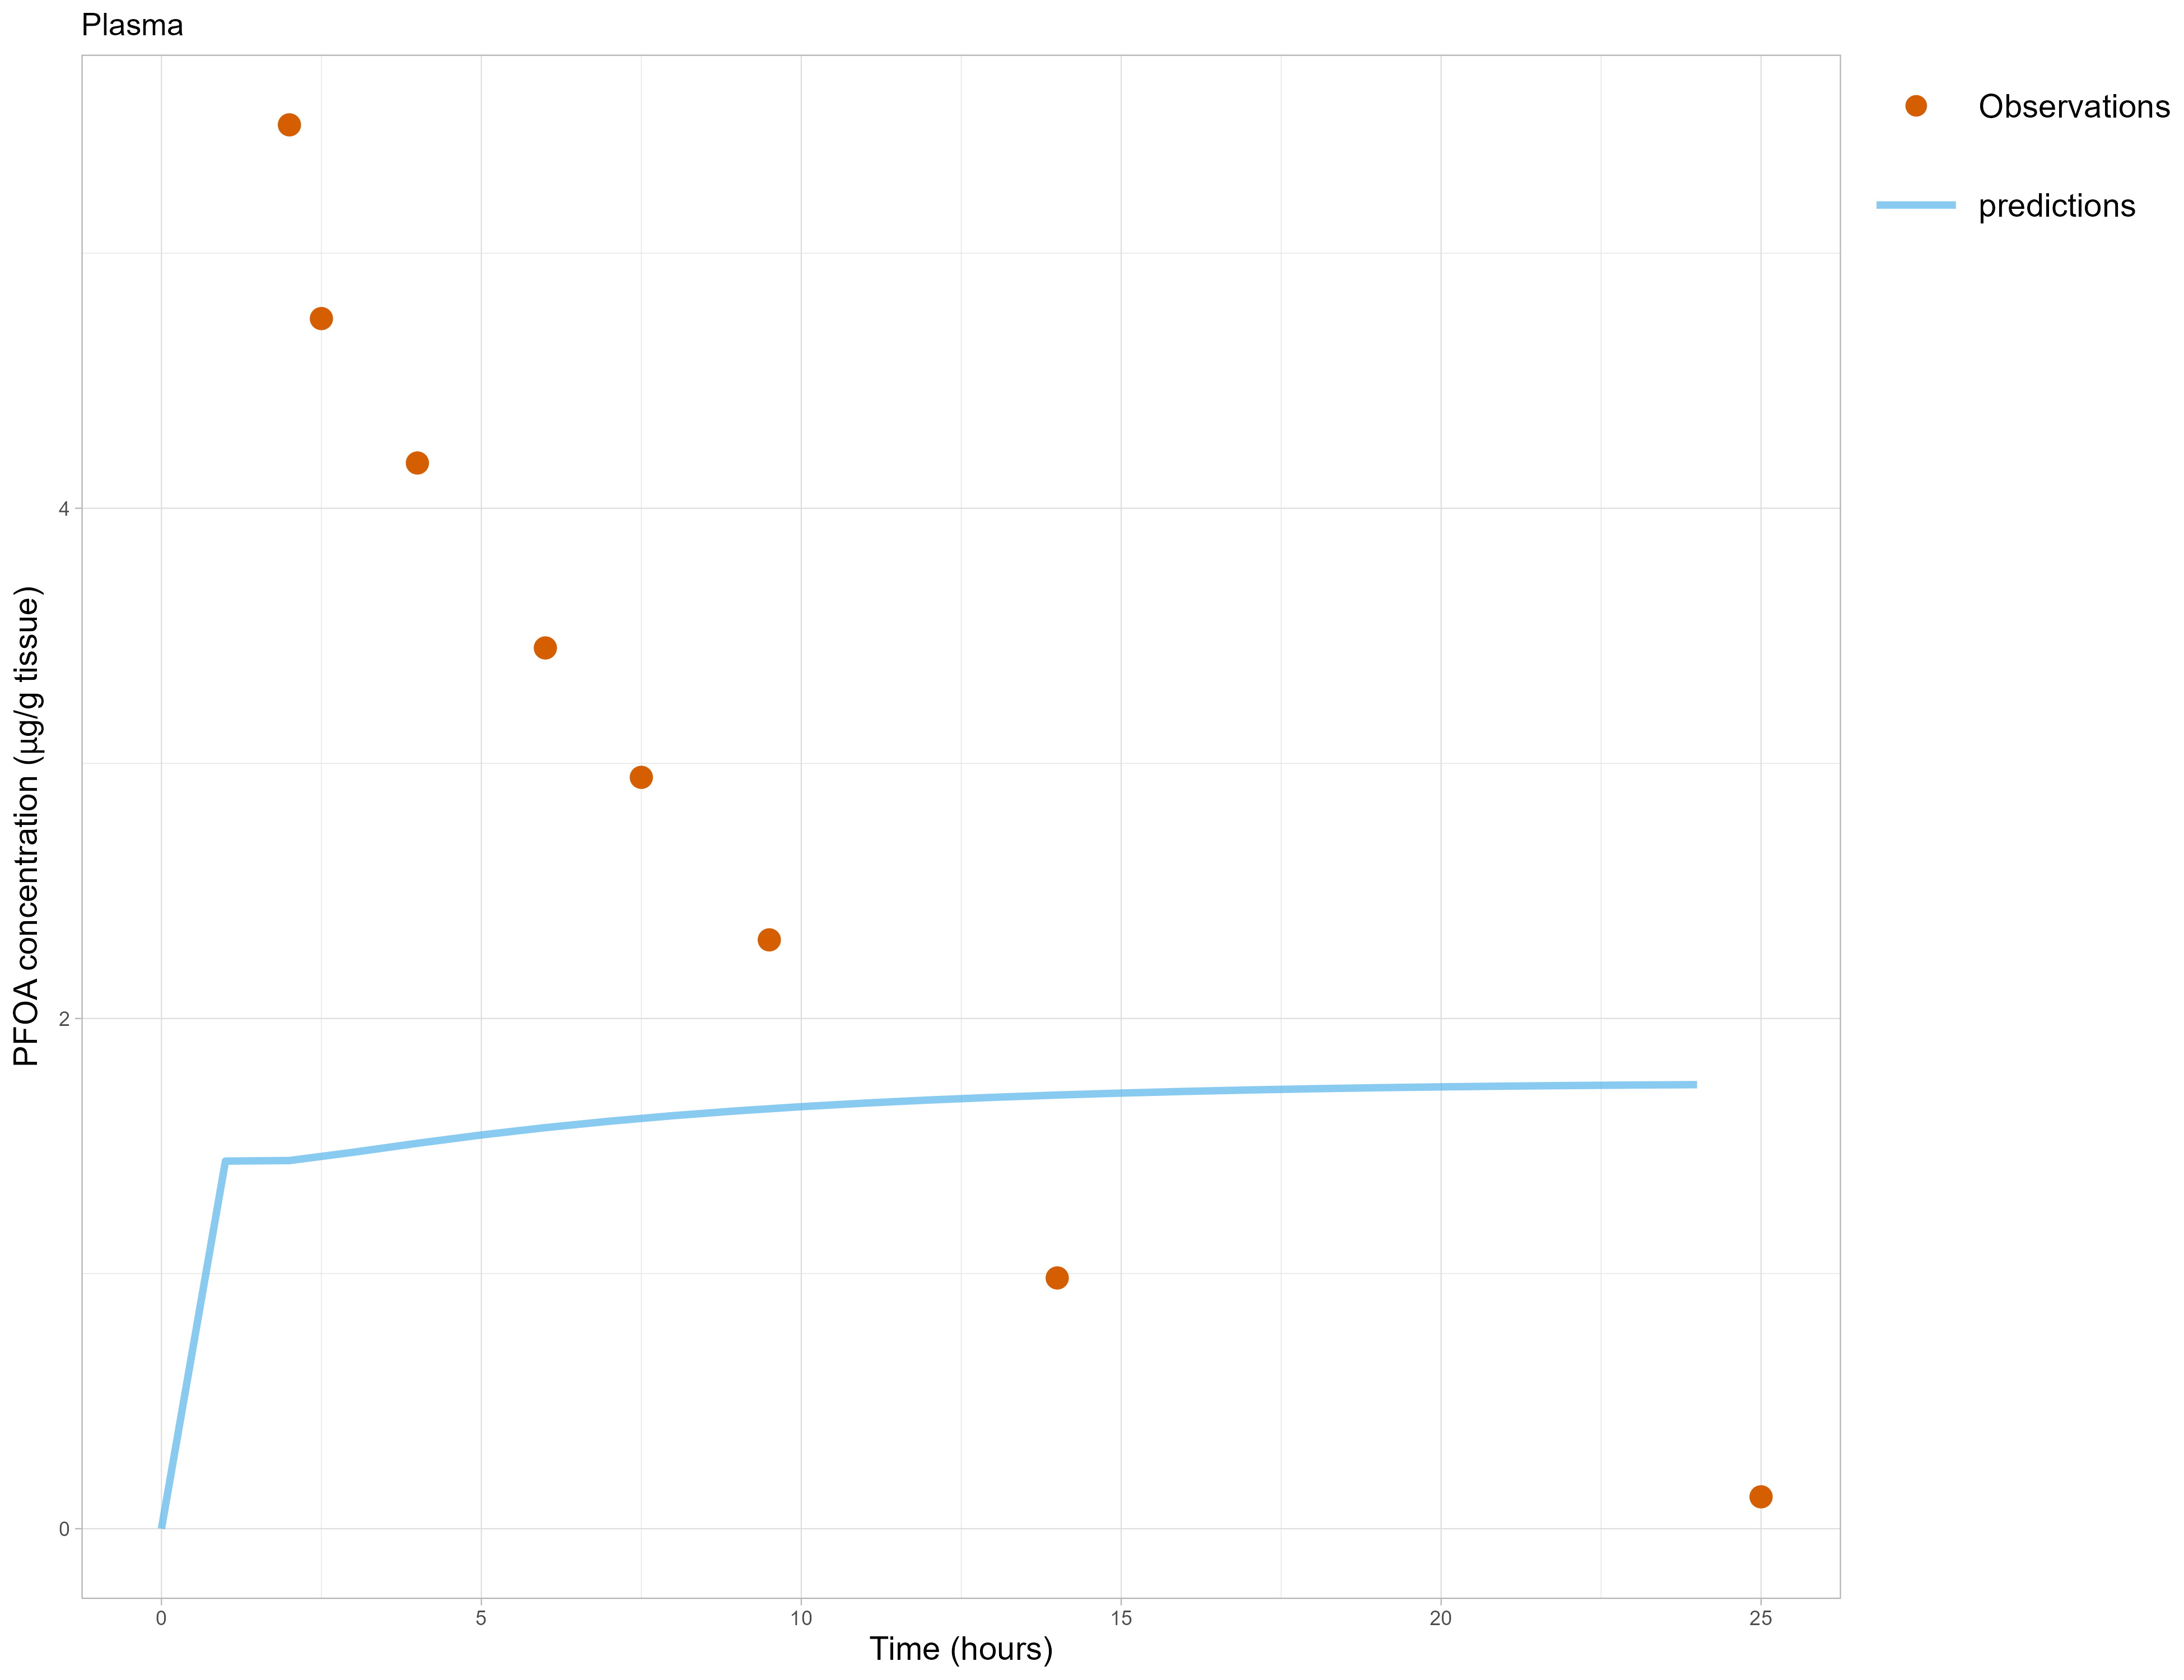 Plasma
Observations
predictions
PFOA concentration (µg/g tissue)
4
2
0
0 5 10 15 20 25
Time (hours)